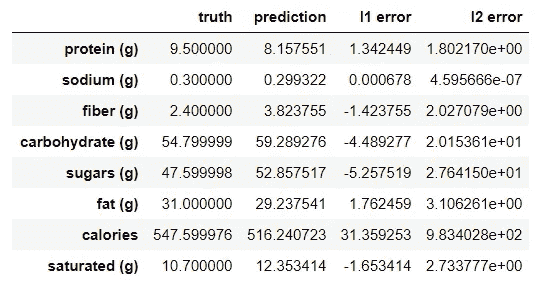 truth prediction l1 error l2 error
protein (g) 9.500000 8.157551 1.342449 1.802170e+00
sodium (g) 0.300000 0.299322 0.000678 4.595666e-07
fiber (g) 2.400000 3.823755 -1.423755 2.027079e+00
carbohydrate (g) 54.799999 59.289276 -4.489277 2.015361e+01
sugars (g) 47.599998 52.857517 -5.257519 2.764150e+01
fat (g) 31.000000 29.237541 1.762459 3.106261e+00
calories 547.599976 516.240723 31.359253 9.834028e+02
saturated (g) 10.700000 12.353414 -1.653414 2.733777e+00